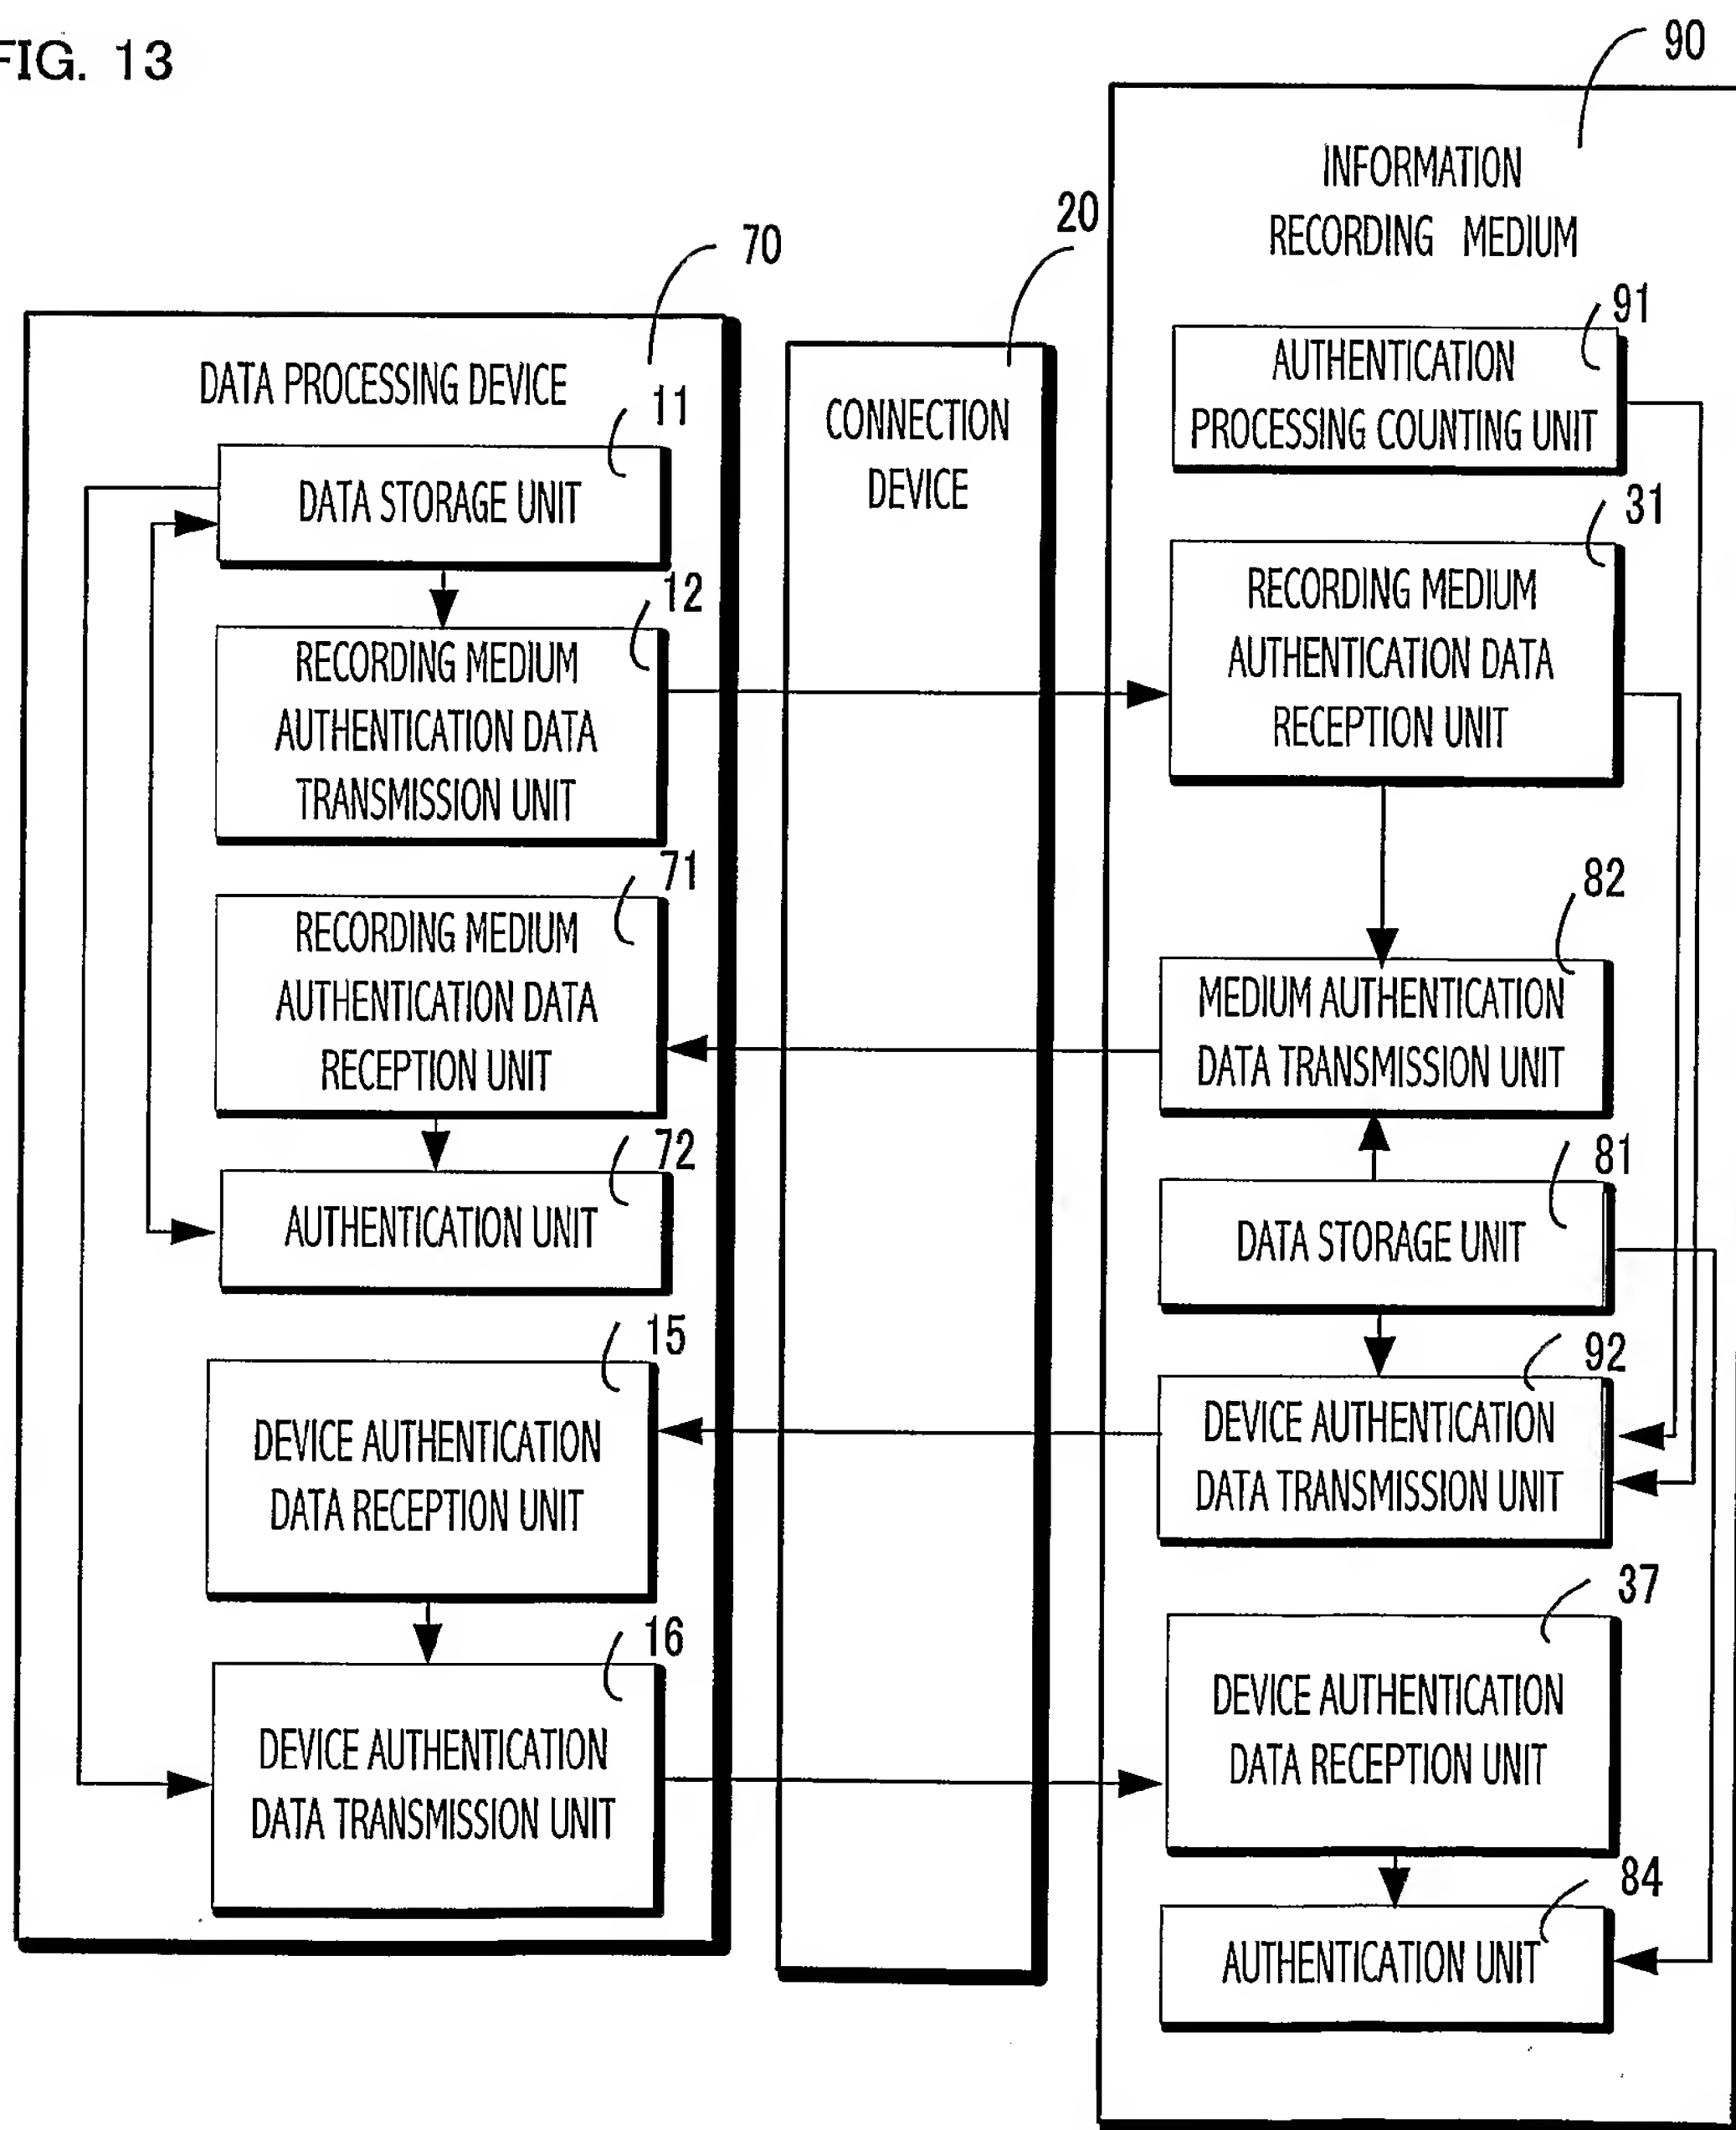 FIG. 13
70
DATA PROCESSING DEVICE
11
DATA STORAGE UNIT
12
RECORDING MEDIUM
AUTHENTICATION DATA
TRANSMISSION UNIT
71
RECORDING MEDIUM
AUTHENTICATION DATA
RECEPTION UNIT
72
AUTHENTICATION UNIT
15
DEVICE AUTHENTICATION
DATA RECEPTION UNIT
16
DEVICE AUTHENTICATION
DATA TRANSMISSION UNIT
20
CONNECTION
DEVICE
90
INFORMATION
RECORDING MEDIUM
91
AUTHENTICATION
PROCESSING COUNTING UNIT
31
RECORDING MEDIUM
AUTHENTICATION DATA
RECEPTION UNIT
82
MEDIUM AUTHENTICATION
DATA TRANSMISSION UNIT
81
DATA STORAGE UNIT
92
DEVICE AUTHENTICATION
DATA TRANSMISSION UNIT
37
DEVICE AUTHENTICATION
DATA RECEPTION UNIT
84
AUTHENTICATION UNIT